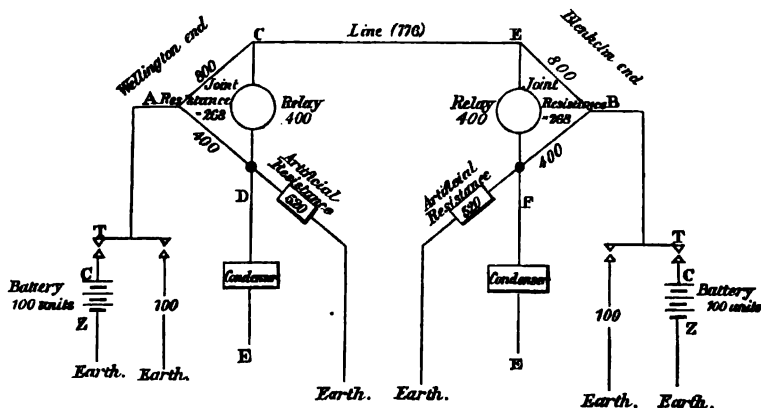 C
Line (776)
E
Wellington end
Blenheim end
800
Joint
Resistance
=268
A
Relay
400
400
D
Artificial
Resistance
520
Joint
800
Resistance
=268
B
Relay
400
400
F
Artificial
Resistance
520
T
C
Battery
100 units
Z
100
Condenser
E
Earth.
Earth.
Earth.
Condenser
E
Earth.
T
C
Battery
100 units
Z
100
Earth.
Earth.